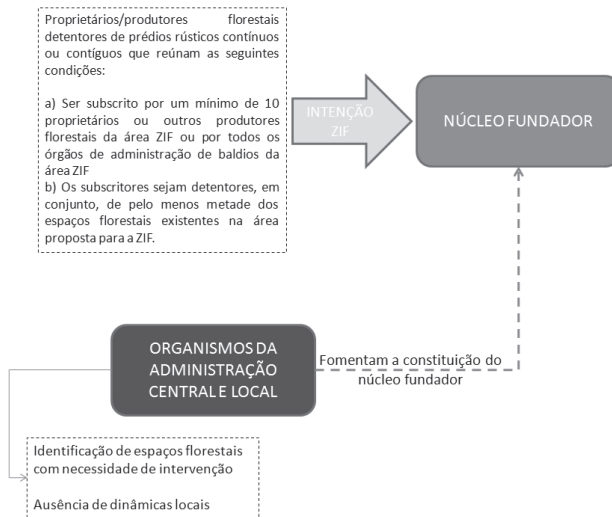 Proprietários/produtores florestais
detentores de prédios rústicos contínuos
ou contíguos que reúnam as seguintes
condições:
a) Ser subscrito por um mínimo de 10
proprietários ou outros produtores
florestais da área ZIF ou por todos os
órgãos de administração de baldios da
área ZIF
b) Os subscritores sejam detentores, em
conjunto, de pelo menos metade dos
espaços florestais existentes na área
proposta para a ZIF.
INTENÇÃO
ZIF
NÚCLEO FUNDADOR
ORGANISMOS DA
ADMINISTRAÇÃO
CENTRAL E LOCAL
Fomentam a constituição do
núcleo fundador
Identificação de espaços florestais
com necessidade de intervenção
Ausência de dinâmicas locais